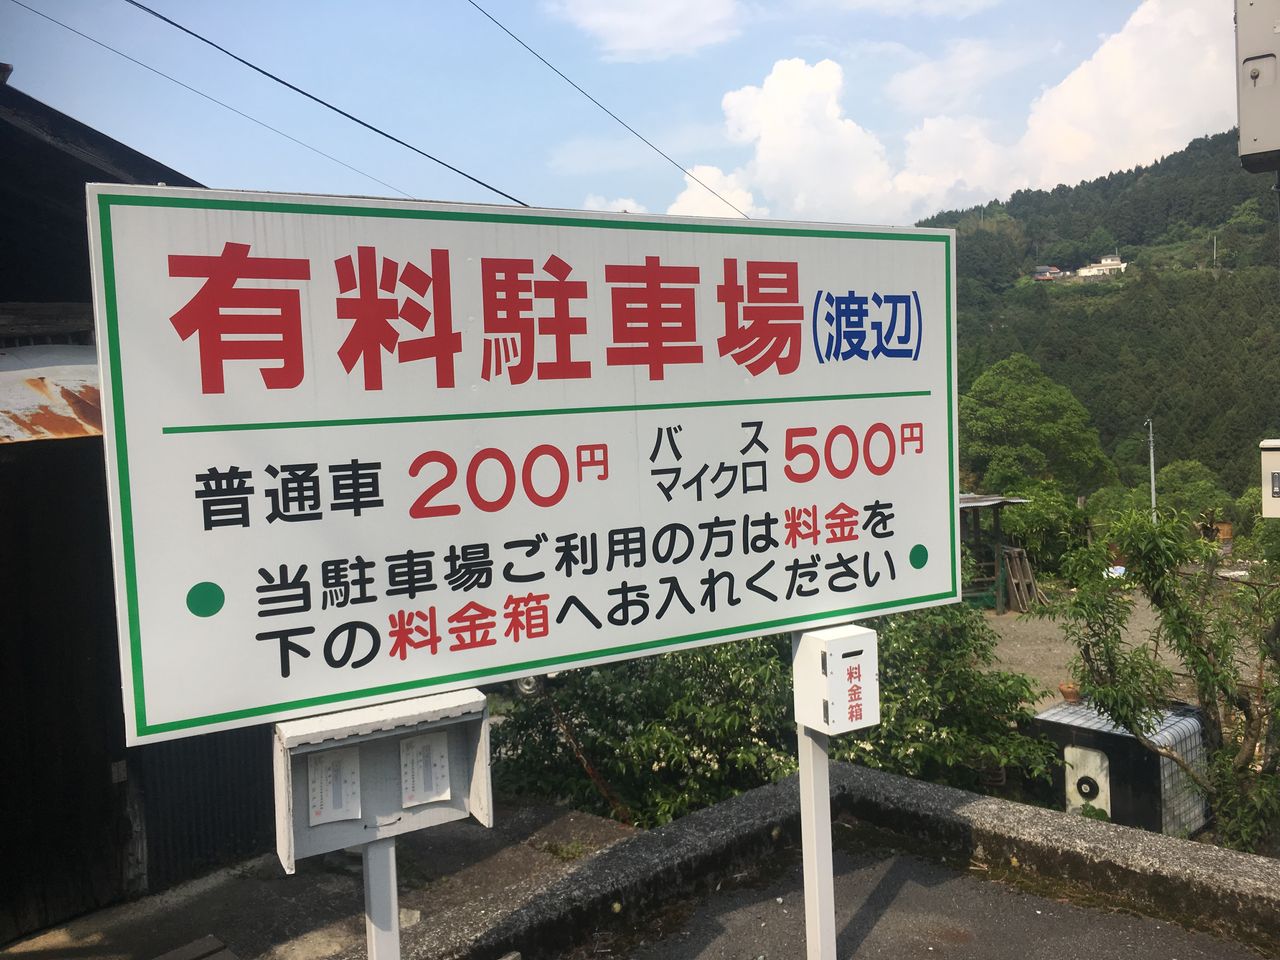 有料駐車場(渡辺)
普通車 200円 バス マイクロ 500円
当駐車場ご利用の方は料金を
下の料金箱へお入れください
料金箱